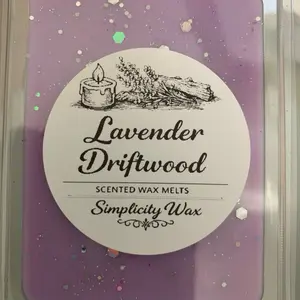 Lavender
Driftwood
SCENTED WAX MELTS
Simplicity Wax